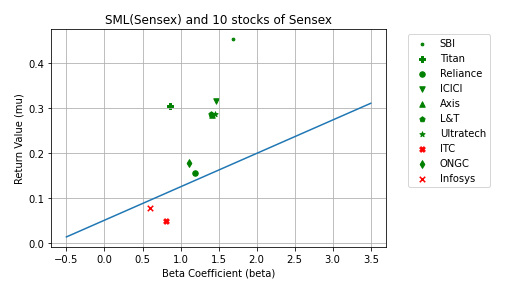 SML(Sensex) and 10 stocks of Sensex
Return Value (mu)
0.4
0.3
0.2
0.1
0.0
−0.5 0.0 0.5 1.0 1.5 2.0 2.5 3.0 3.5
Beta Coefficient (beta)
SBI
Titan
Reliance
ICICI
Axis
L&T
Ultratech
ITC
ONGC
Infosys